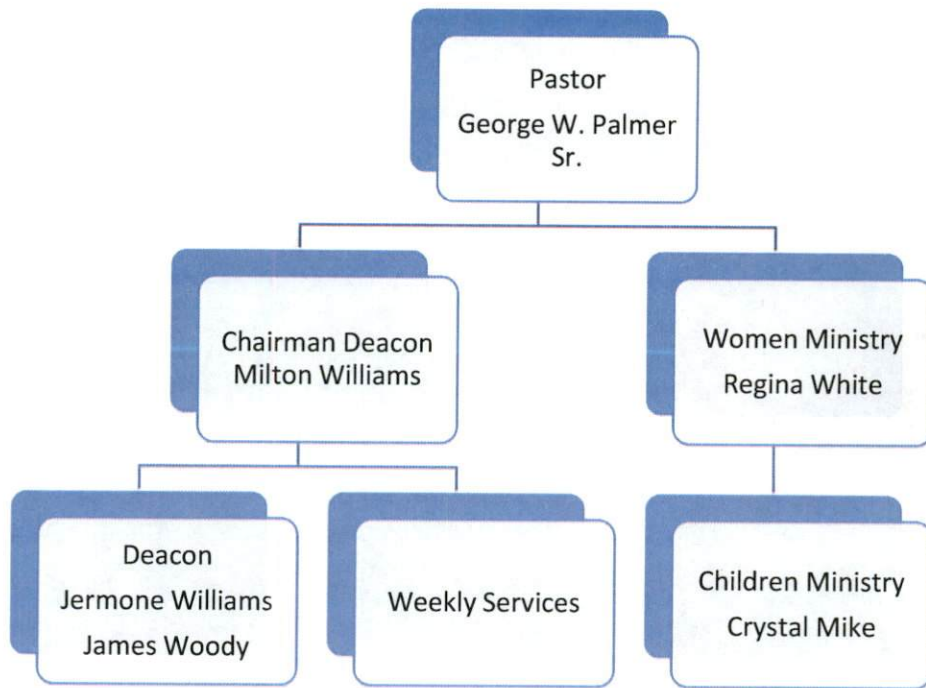 Pastor
George W. Palmer
Sr.
Chairman Deacon
Milton Williams
Women Ministry
Regina White
Deacon
Jermone Williams
James Woody
Weekly Services
Children Ministry
Crystal Mike